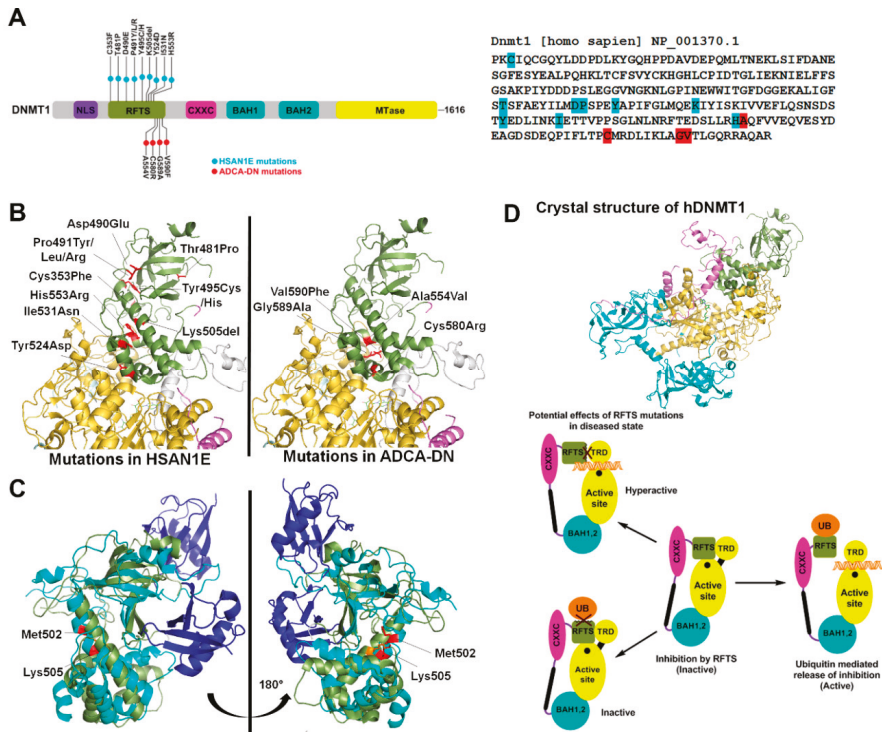 A
C353F
T481P
D490E
P491Y/L/R
Y495C/H
K505del
Y524D
I531N
H553R
DNMT1
NLS
RFTS
CXXC
BAH1
BAH2
MTase
1616
A554V
C580R
G589A
V590F
HSAN1E mutations
ADCA-DN mutations
Dnmt1 [homo sapien] NP_001370.1
PKCIQCGQYLDDPDLKYGQHPPDAVDEPQMLTNEKLSIFDANE
SGFESYEALPQHKLTCFSVYCKHGHLCPIDTGLIEKNIELFFS
GSAKPIYDDDPSLEGGVNGKNLGPINEWWITGFDGGEKALIGF
STSFAEYILMDPSPEYAPIFGLMQEKIYISKIVVEFLQSNSDS
TYEDLINKIETTVPPSGLNLNRFTEDSLLRHAQFVVEQVESYD
EAGDSDEQPIFLTPCMRDLIKLAGVTLGQRRAQAR
B
Asp490Glu
Pro491Tyr/
Leu/Arg
Thr481Pro
Cys353Phe
Tyr495Cys
/His
His553Arg
Ile531Asn
Lys505del
Tyr524Asp
Mutations in HSAN1E
Val590Phe
Ala554Val
Gly589Ala
Cys580Arg
Mutations in ADCA-DN
C
Met502
Lys505
180°
Met502
Lys505
D
Crystal structure of hDNMT1
Potential effects of RFTS mutations
in diseased state
CXXC
RFTS
TRD
Active
site
BAH1,2
Hyperactive
UB
CXXC
RFTS
TRD
Active
site
BAH1,2
Inactive
CXXC
RFTS
TRD
Active
site
BAH1,2
Inhibition by RFTS
(Inactive)
UB
CXXC
RFTS
TRD
Active
site
BAH1,2
Ubiquitin mediated
release of inhibition
(Active)